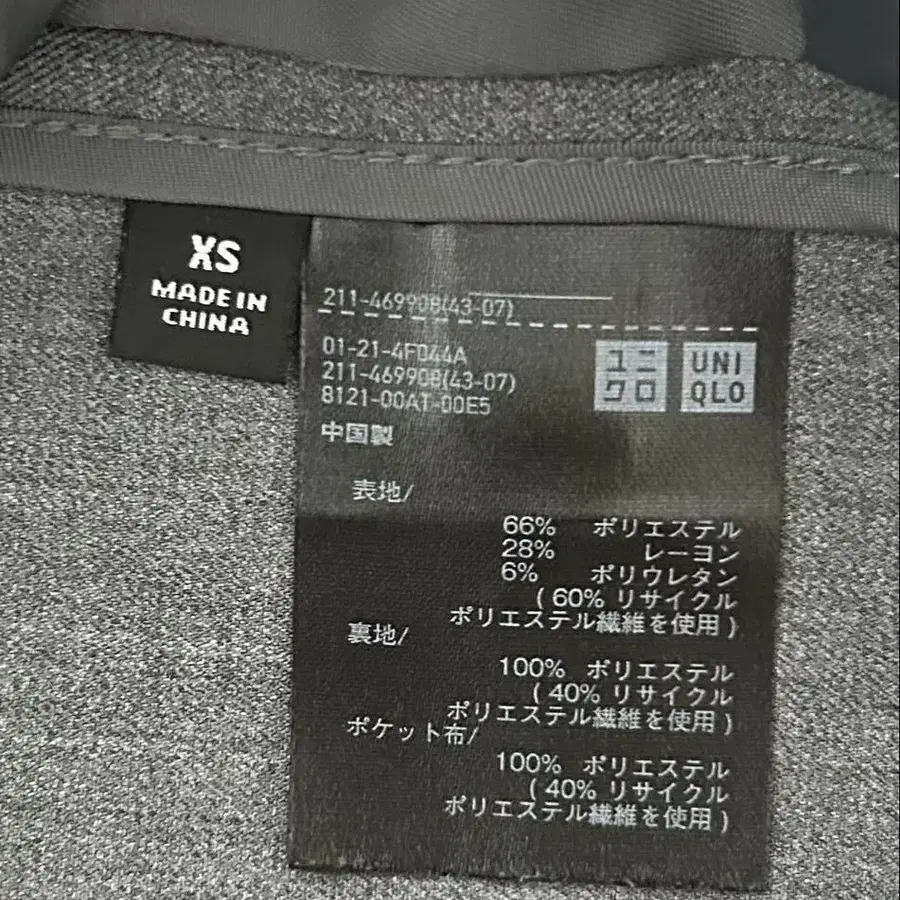 XS
MADE IN
CHINA
211-469908(43-07)
01-21-4F044A
211-469908(43-07)
8121-00AT-00E5
中国製
ユニ
クロ
UNI
QLO
表地/
66% ポリエステル
28% レーヨン
6% ポリウレタン
( 60% リサイクル
ポリエステル繊維を使用 )
裏地/
100% ポリエステル
( 40% リサイクル
ポリエステル繊維を使用 )
ポケット布/
100% ポリエステル
( 40% リサイクル
ポリエステル繊維を使用 )